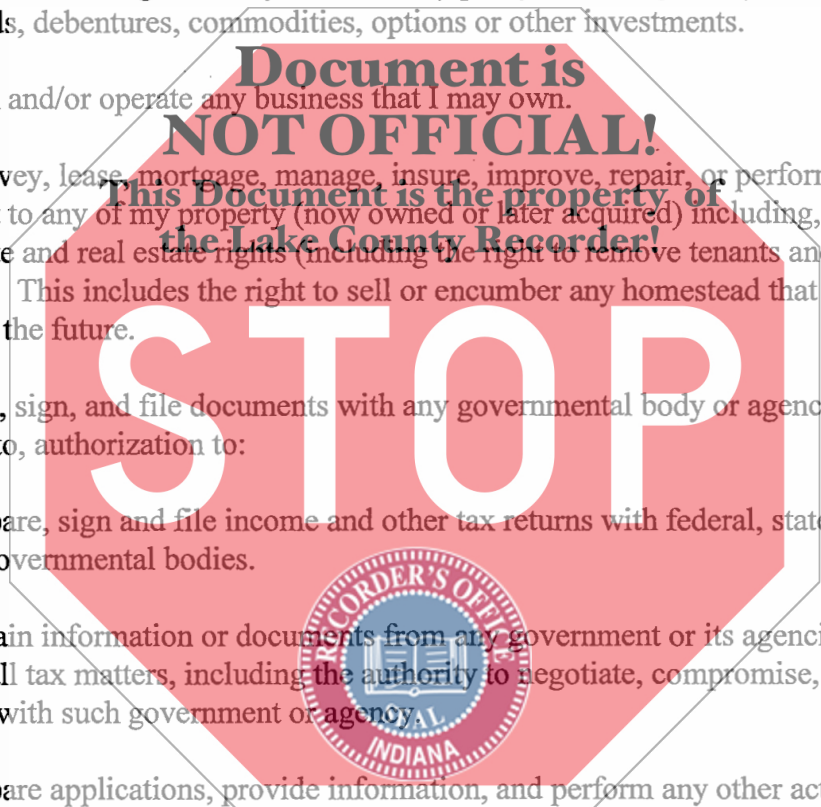 ls, debentures, commodities, options or other investments.
Document is
and/or operate any business that I may own.
NOT OFFICIAL!
vey, lease, mortgage, manage, insure, improve, repair, or perform
This Document is the property of
t to any of my property (now owned or later acquired) including,
the Lake County Recorder!
e and real estate rights (including the right to remove tenants an
This includes the right to sell or encumber any homestead that
the future.
STOP
, sign, and file documents with any governmental body or agenc
to, authorization to:
are, sign and file income and other tax returns with federal, state
overnmental bodies.
RECORDER'S OFFICE
ain information or documents from any government or its agenci
ll tax matters, including the authority to negotiate, compromise,
with such government or agency.
SEAL
INDIANA
are applications, provide information, and perform any other act